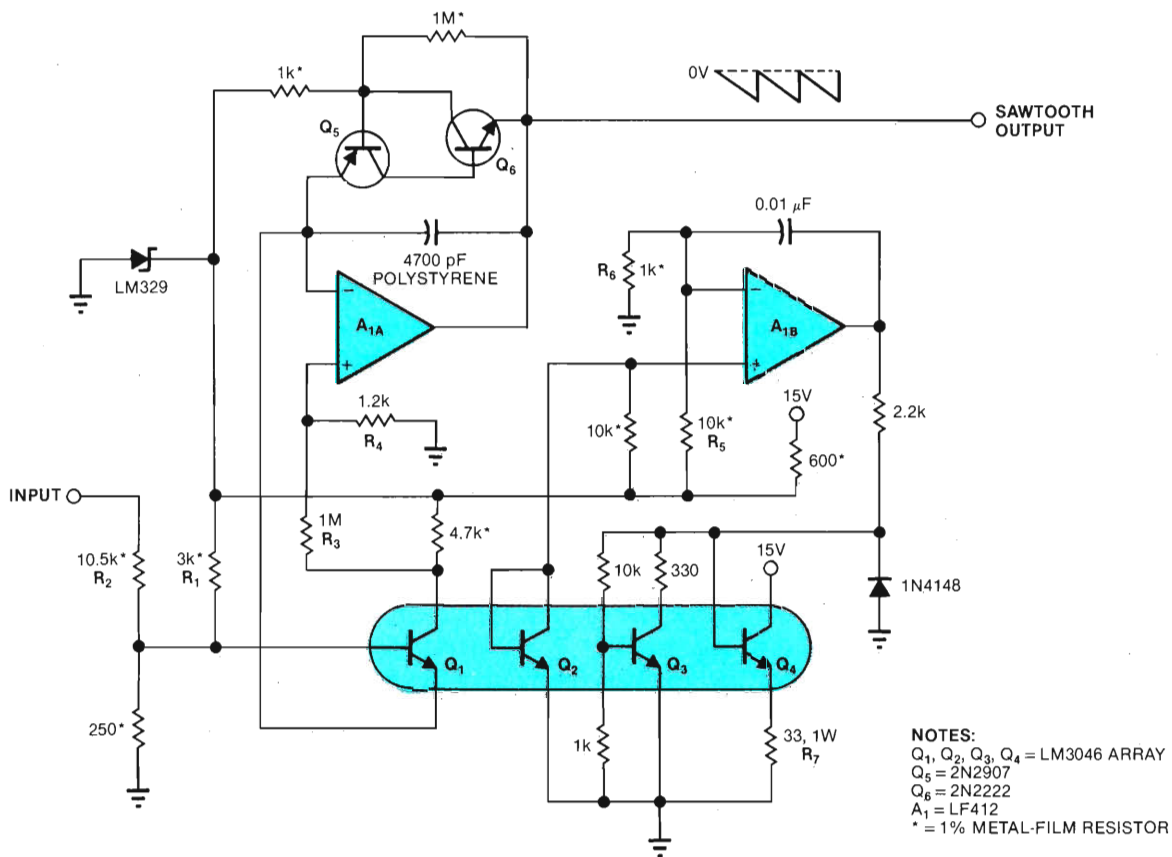 1M*
1k*
0V
SAWTOOTH
OUTPUT
Q5
Q6
0.01 µF
4700 pF
POLYSTYRENE
LM329
R6
1k*
−
A1A
+
−
A1B
+
1.2k
R4
15V
10k*
10k*
R5
600*
2.2k
INPUT
10.5k*
R2
3k*
R1
1M
R3
4.7k*
10k
330
15V
1N4148
Q1
Q2
Q3
Q4
250*
1k
33, 1W
R7
NOTES:
Q1, Q2, Q3, Q4 = LM3046 ARRAY
Q5 = 2N2907
Q6 = 2N2222
A1 = LF412
* = 1% METAL-FILM RESISTOR